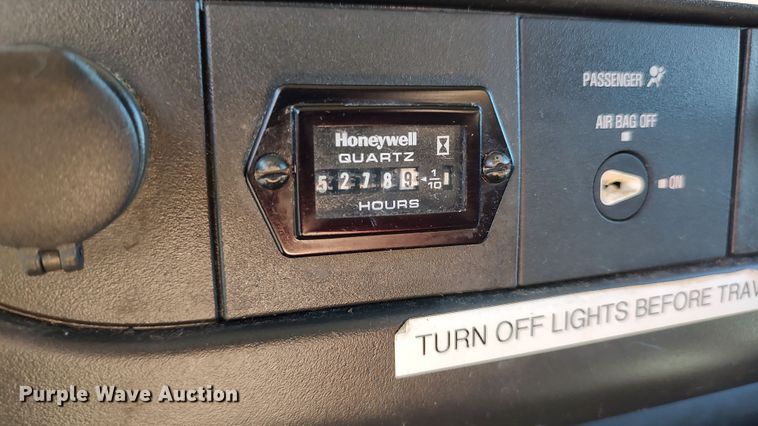 Honeywell
QUARTZ
5 2 7 8 9 ◄ 1/10
HOURS
PASSENGER
AIR BAG OFF
ON
TURN OFF LIGHTS BEFORE TRAV
Purple Wave Auction